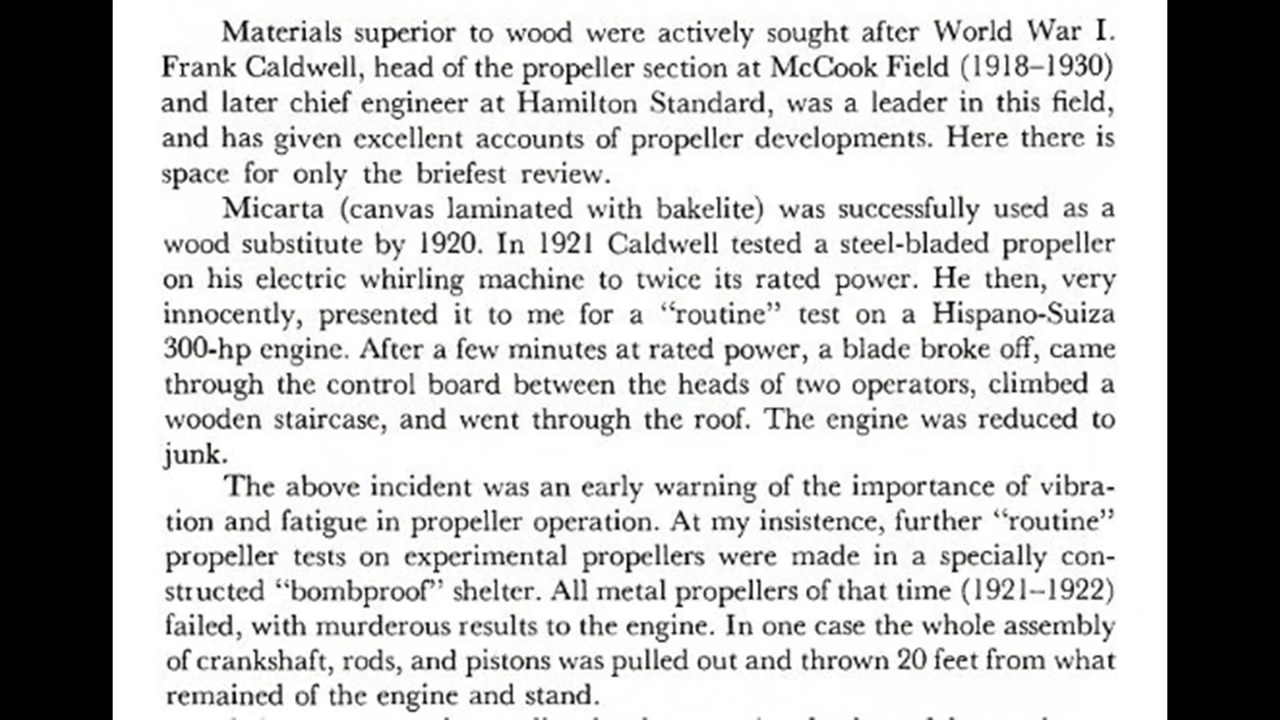 Materials superior to wood were actively sought after World War I.
Frank Caldwell, head of the propeller section at McCook Field (1918–1930)
and later chief engineer at Hamilton Standard, was a leader in this field,
and has given excellent accounts of propeller developments. Here there is
space for only the briefest review.
Micarta (canvas laminated with bakelite) was successfully used as a
wood substitute by 1920. In 1921 Caldwell tested a steel-bladed propeller
on his electric whirling machine to twice its rated power. He then, very
innocently, presented it to me for a “routine” test on a Hispano-Suiza
300-hp engine. After a few minutes at rated power, a blade broke off, came
through the control board between the heads of two operators, climbed a
wooden staircase, and went through the roof. The engine was reduced to
junk.
The above incident was an early warning of the importance of vibra-
tion and fatigue in propeller operation. At my insistence, further “routine”
propeller tests on experimental propellers were made in a specially con-
structed “bombproof” shelter. All metal propellers of that time (1921–1922)
failed, with murderous results to the engine. In one case the whole assembly
of crankshaft, rods, and pistons was pulled out and thrown 20 feet from what
remained of the engine and stand.